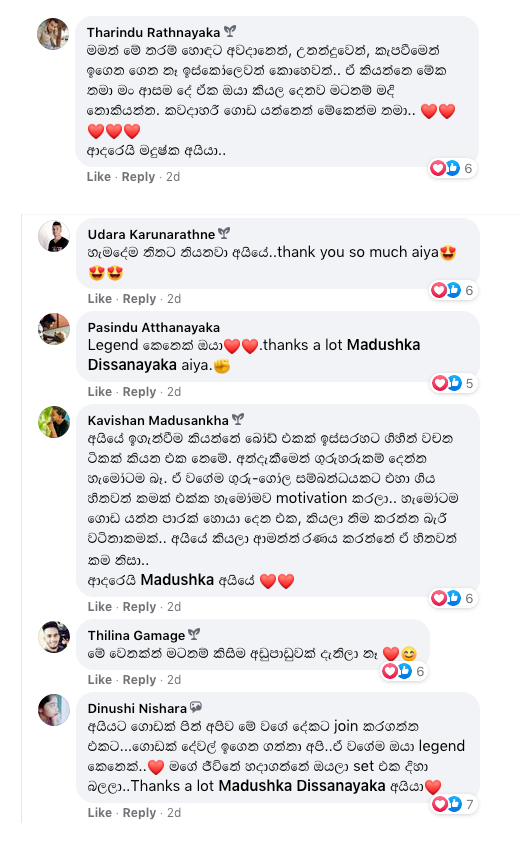 Tharindu Rathnayaka
මමත් මේ තරම් හොඳට අවදානෙන්, උනන්දුවෙන්, කැපවීමෙන්
ඉගෙන ගෙන නෑ ඉස්කෝලෙවත් කොහෙවත්.. ඒ කියන්නෙ මේක
තමා මං ආසම දේ ඒක ඔයා කියල දෙනව මටනම් මදි
නොකියන්න. කවදාහරී ගොඩ යන්නෙත් මේකෙන්ම තමා.. ❤️❤️
❤️❤️❤️
ආදරෙයි මදුෂ්ක අයියා..
Like · Reply · 2d
6
Udara Karunarathne
හැමදේම හිතට තියනවා අයියේ..thank you so much aiya😍
😍😍
Like · Reply · 2d
6
Pasindu Atthanayaka
Legend කෙනෙක් ඔයා❤️❤️.thanks a lot Madushka
Dissanayaka aiya.✊
Like · Reply · 2d
5
Kavishan Madusankha
අයියේ ඉගැන්වීම කියන්නේ බෝඩ් එකක් ඉස්සරහට ගිහින් වචන
ටිකක් කියන එක නෙමේ. අත්දැකීමෙන් ගුරුහරුකම් දෙන්න
හැමෝටම බෑ. ඒ වගේම ගුරු-ගෝල සම්බන්ධයකට එහා ගිය
හිතවත් කමක් එක්ක හැමෝමව motivation කරලා.. හැමෝටම
ගොඩ යන්න පාරක් හොයා දෙන එක, කියලා නිම කරන්න බැරී
වටිනාකමක්.. අයියේ කියලා ආමන්ත්‍රණය කරන්නේ ඒ හිතවත්
කම නිසා..
ආදරෙයි Madushka අයියේ ❤️❤️
Like · Reply · 2d
6
Thilina Gamage
මේ වෙනක්න් මටනම් කිසිම අඩුපාඩුවක් දැනිලා නෑ ❤️😊
Like · Reply · 2d
6
Dinushi Nishara
අයියට ගොඩක් පින් අපිව මේ වගේ දේකට join කරගත්ත
එකට...ගොඩක් දේවල් ඉගෙන ගත්තා අපි..ඒ වගේම ඔයා legend
කෙනෙක්..❤️ මගේ ජීවිතේ හදාගන්නේ ඔයලා set එක දිහා
බලලා..Thanks a lot Madushka Dissanayaka අයියා❤️
Like · Reply · 2d
7